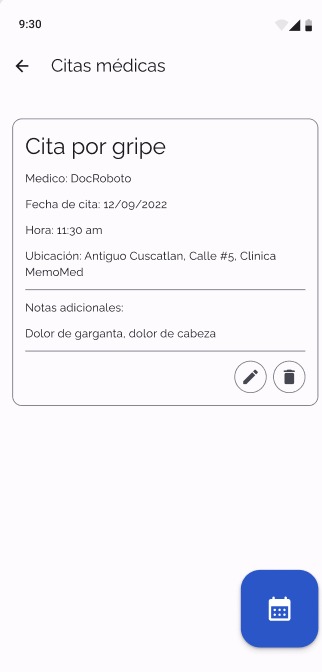 9:30
Citas médicas
Cita por gripe
Medico: DocRoboto
Fecha de cita: 12/09/2022
Hora: 11:30 am
Ubicación: Antiguo Cuscatlan, Calle #5, Clinica
MemoMed
Notas adicionales:
Dolor de garganta, dolor de cabeza